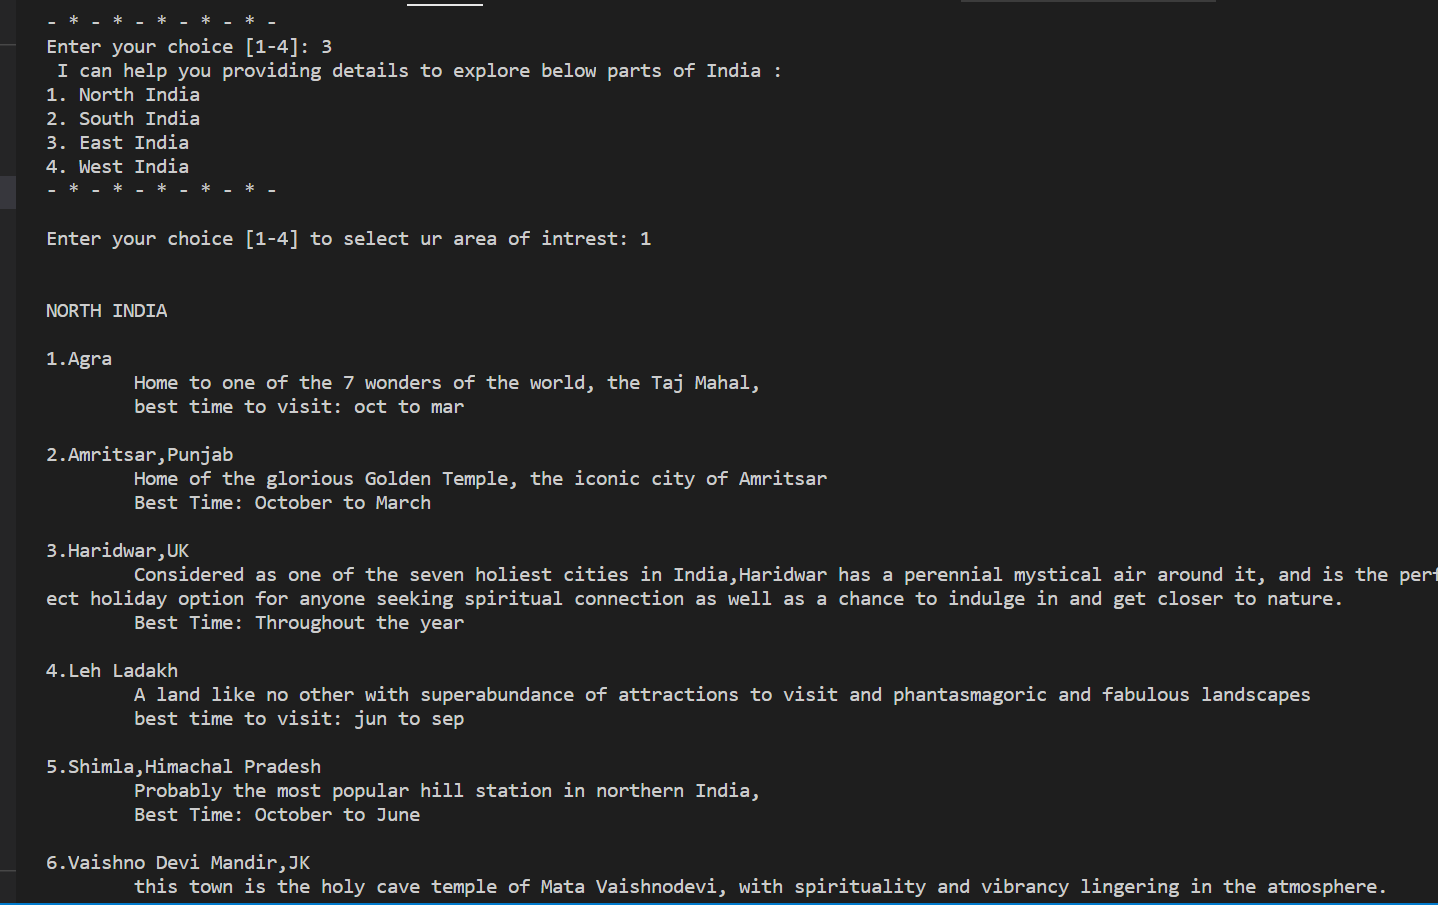 - * - * - * - * - * -
Enter your choice [1-4]: 3
 I can help you providing details to explore below parts of India :
1. North India
2. South India
3. East India
4. West India
- * - * - * - * - * -
Enter your choice [1-4] to select ur area of intrest: 1
NORTH INDIA
1.Agra
Home to one of the 7 wonders of the world, the Taj Mahal,
best time to visit: oct to mar
2.Amritsar,Punjab
Home of the glorious Golden Temple, the iconic city of Amritsar
Best Time: October to March
3.Haridwar,UK
Considered as one of the seven holiest cities in India,Haridwar has a perennial mystical air around it, and is the perf
ect holiday option for anyone seeking spiritual connection as well as a chance to indulge in and get closer to nature.
Best Time: Throughout the year
4.Leh Ladakh
A land like no other with superabundance of attractions to visit and phantasmagoric and fabulous landscapes
best time to visit: jun to sep
5.Shimla,Himachal Pradesh
Probably the most popular hill station in northern India,
Best Time: October to June
6.Vaishno Devi Mandir,JK
this town is the holy cave temple of Mata Vaishnodevi, with spirituality and vibrancy lingering in the atmosphere.